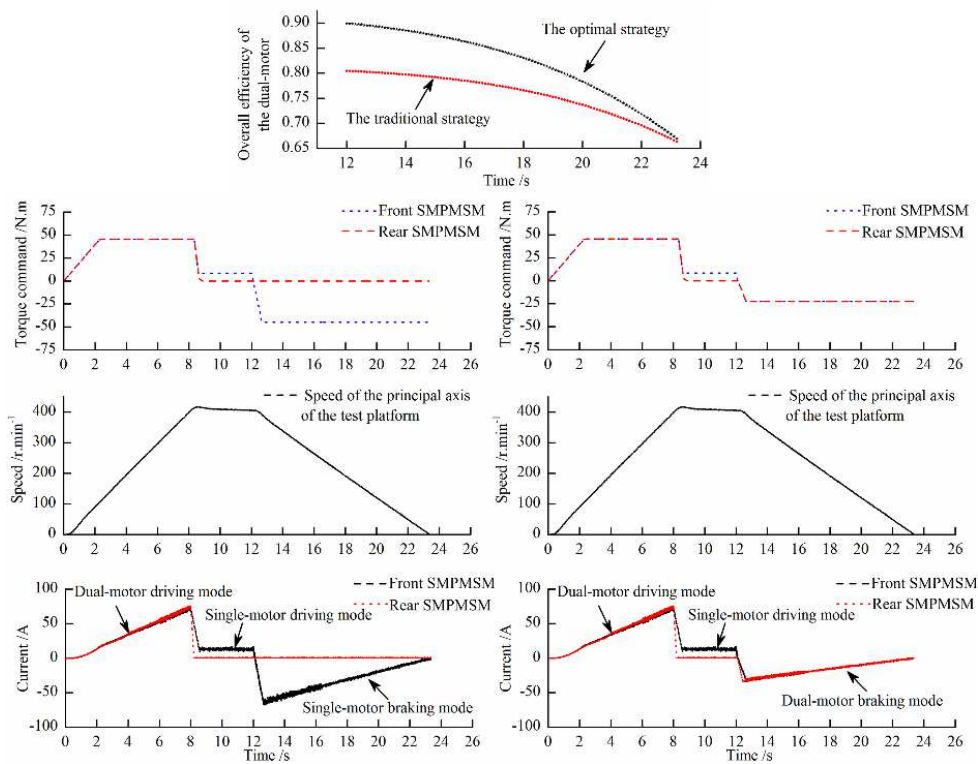 Overall efficiency of
the dual-motor
0.90
0.85
0.80
0.75
0.70
0.65
The optimal strategy
The traditional strategy
12 14 16 18 20 22 24
Time /s
Torque command /N.m
75
50
25
0
-25
-50
-75
Front SMPMSM
Rear SMPMSM
0 2 4 6 8 10 12 14 16 18 20 22 24 26
Torque command /N.m
75
50
25
0
-25
-50
-75
Front SMPMSM
Rear SMPMSM
0 2 4 6 8 10 12 14 16 18 20 22 24 26
Speed /r.min-1
400
300
200
100
0
Speed of the principal axis
of the test platform
0 2 4 6 8 10 12 14 16 18 20 22 24 26
Speed /r.min-1
400
300
200
100
0
Speed of the principal axis
of the test platform
0 2 4 6 8 10 12 14 16 18 20 22 24 26
Current /A
100
50
0
-50
-100
Dual-motor driving mode
Front SMPMSM
Rear SMPMSM
Single-motor driving mode
Single-motor braking mode
0 2 4 6 8 10 12 14 16 18 20 22 24 26
Time /s
Current /A
100
50
0
-50
-100
Dual-motor driving mode
Front SMPMSM
Rear SMPMSM
Single-motor driving mode
Dual-motor braking mode
0 2 4 6 8 10 12 14 16 18 20 22 24 26
Time /s